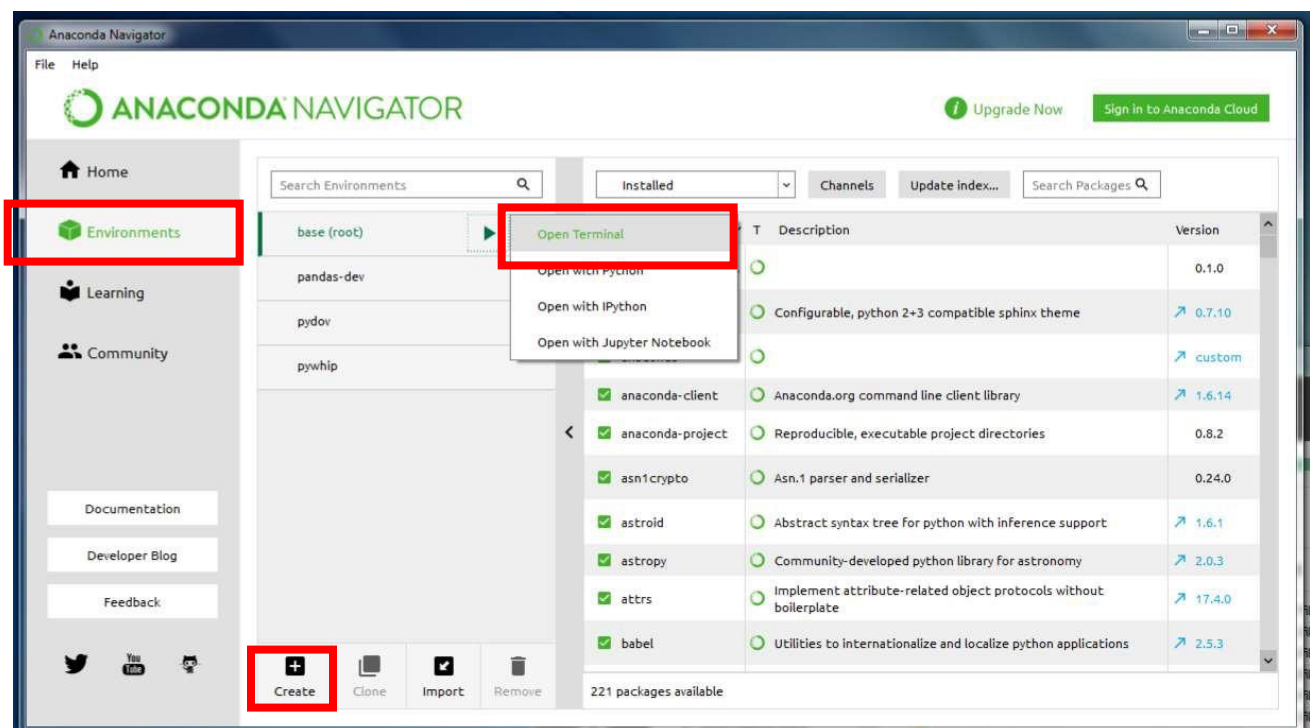 Anaconda Navigator
File Help
ANACONDA NAVIGATOR
Upgrade Now
Sign in to Anaconda Cloud
Home
Environments
Learning
Community
Documentation
Developer Blog
Feedback
You
Tube
Search Environments
base (root)
pandas-dev
pydov
pywhip
Open Terminal
Open with Python
Open with IPython
Open with Jupyter Notebook
Create Clone Import Remove
Installed Channels Update index... Search Packages
T Description Version
0.1.0
Configurable, python 2+3 compatible sphinx theme 0.7.10
custom
anaconda-client Anaconda.org command line client library 1.6.14
anaconda-project Reproducible, executable project directories 0.8.2
asn1crypto Asn.1 parser and serializer 0.24.0
astroid Abstract syntax tree for python with inference support 1.6.1
astropy Community-developed python library for astronomy 2.0.3
attrs Implement attribute-related object protocols without
boilerplate 17.4.0
babel Utilities to internationalize and localize python applications 2.5.3
221 packages available